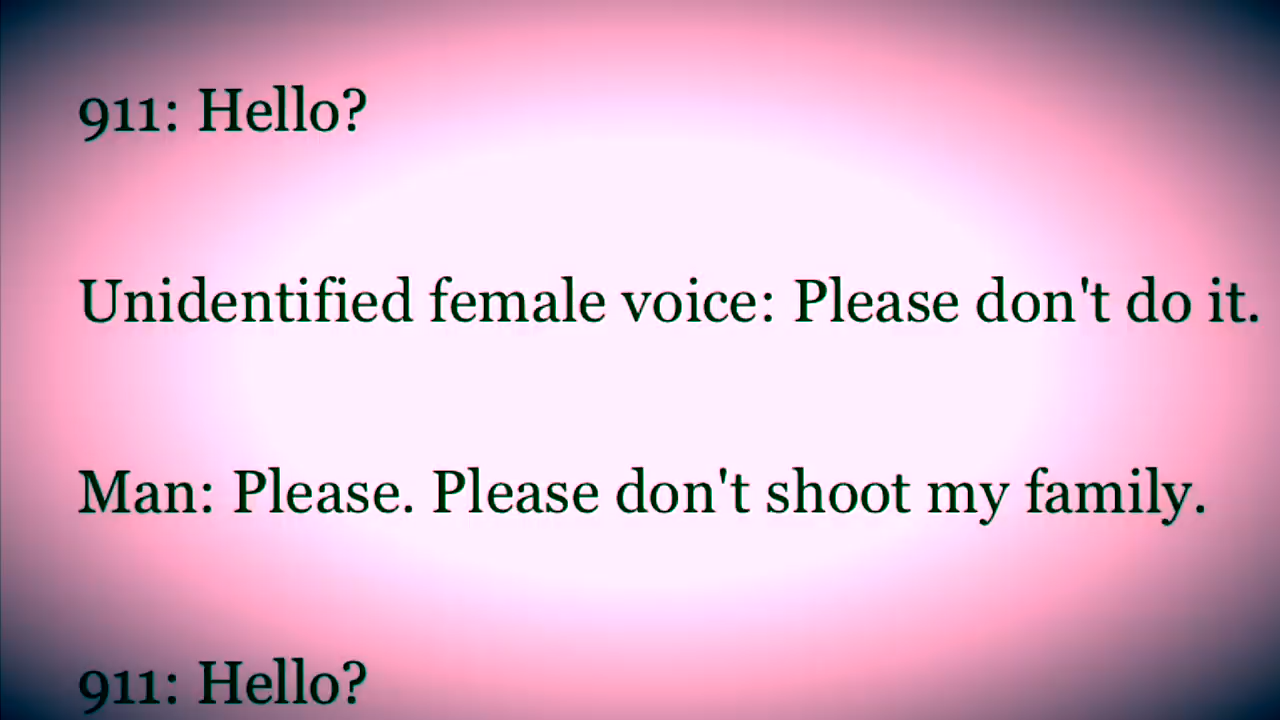 911: Hello?
Unidentified female voice: Please don't do it.
Man: Please. Please don't shoot my family.
911: Hello?